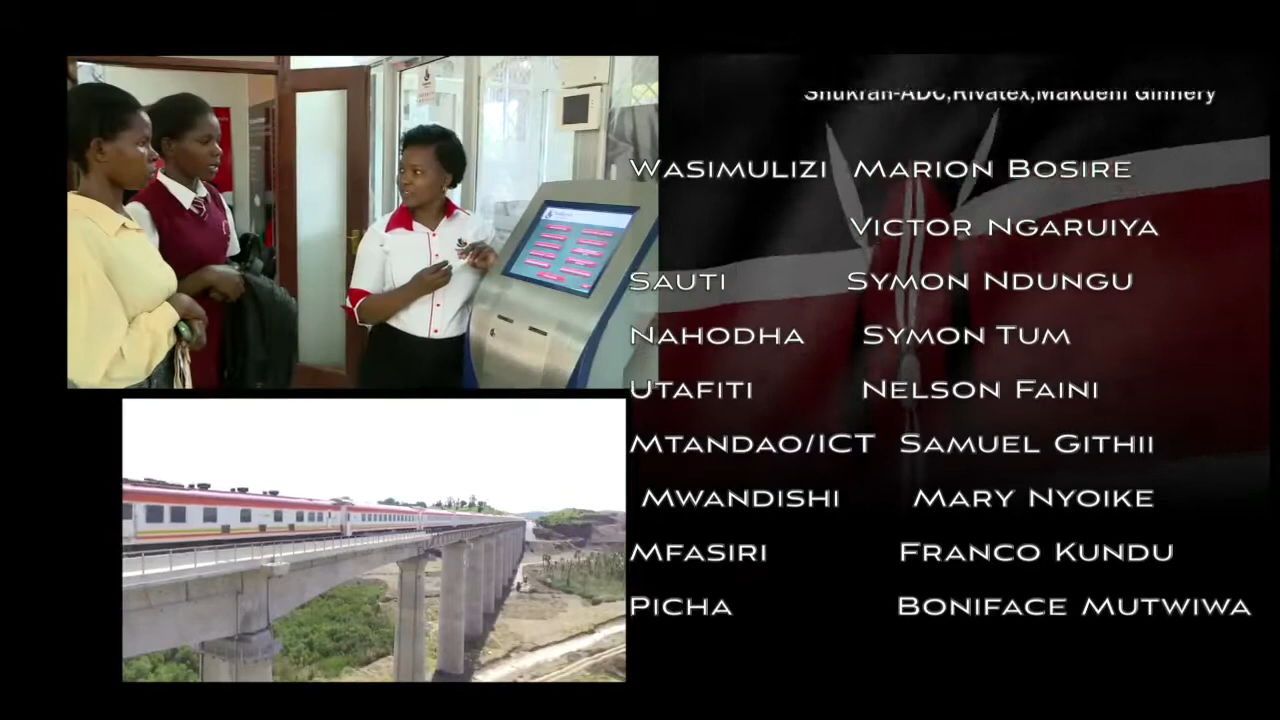 Shukran-ADC,Rivatex,Makueni Ginnery
WASIMULIZI MARION BOSIRE
VICTOR NGARUIYA
SAUTI SYMON NDUNGU
NAHODHA SYMON TUM
UTAFITI NELSON FAINI
MTANDAO/ICT SAMUEL GITHII
MWANDISHI MARY NYOIKE
MFASIRI FRANCO KUNDU
PICHA BONIFACE MUTWIWA